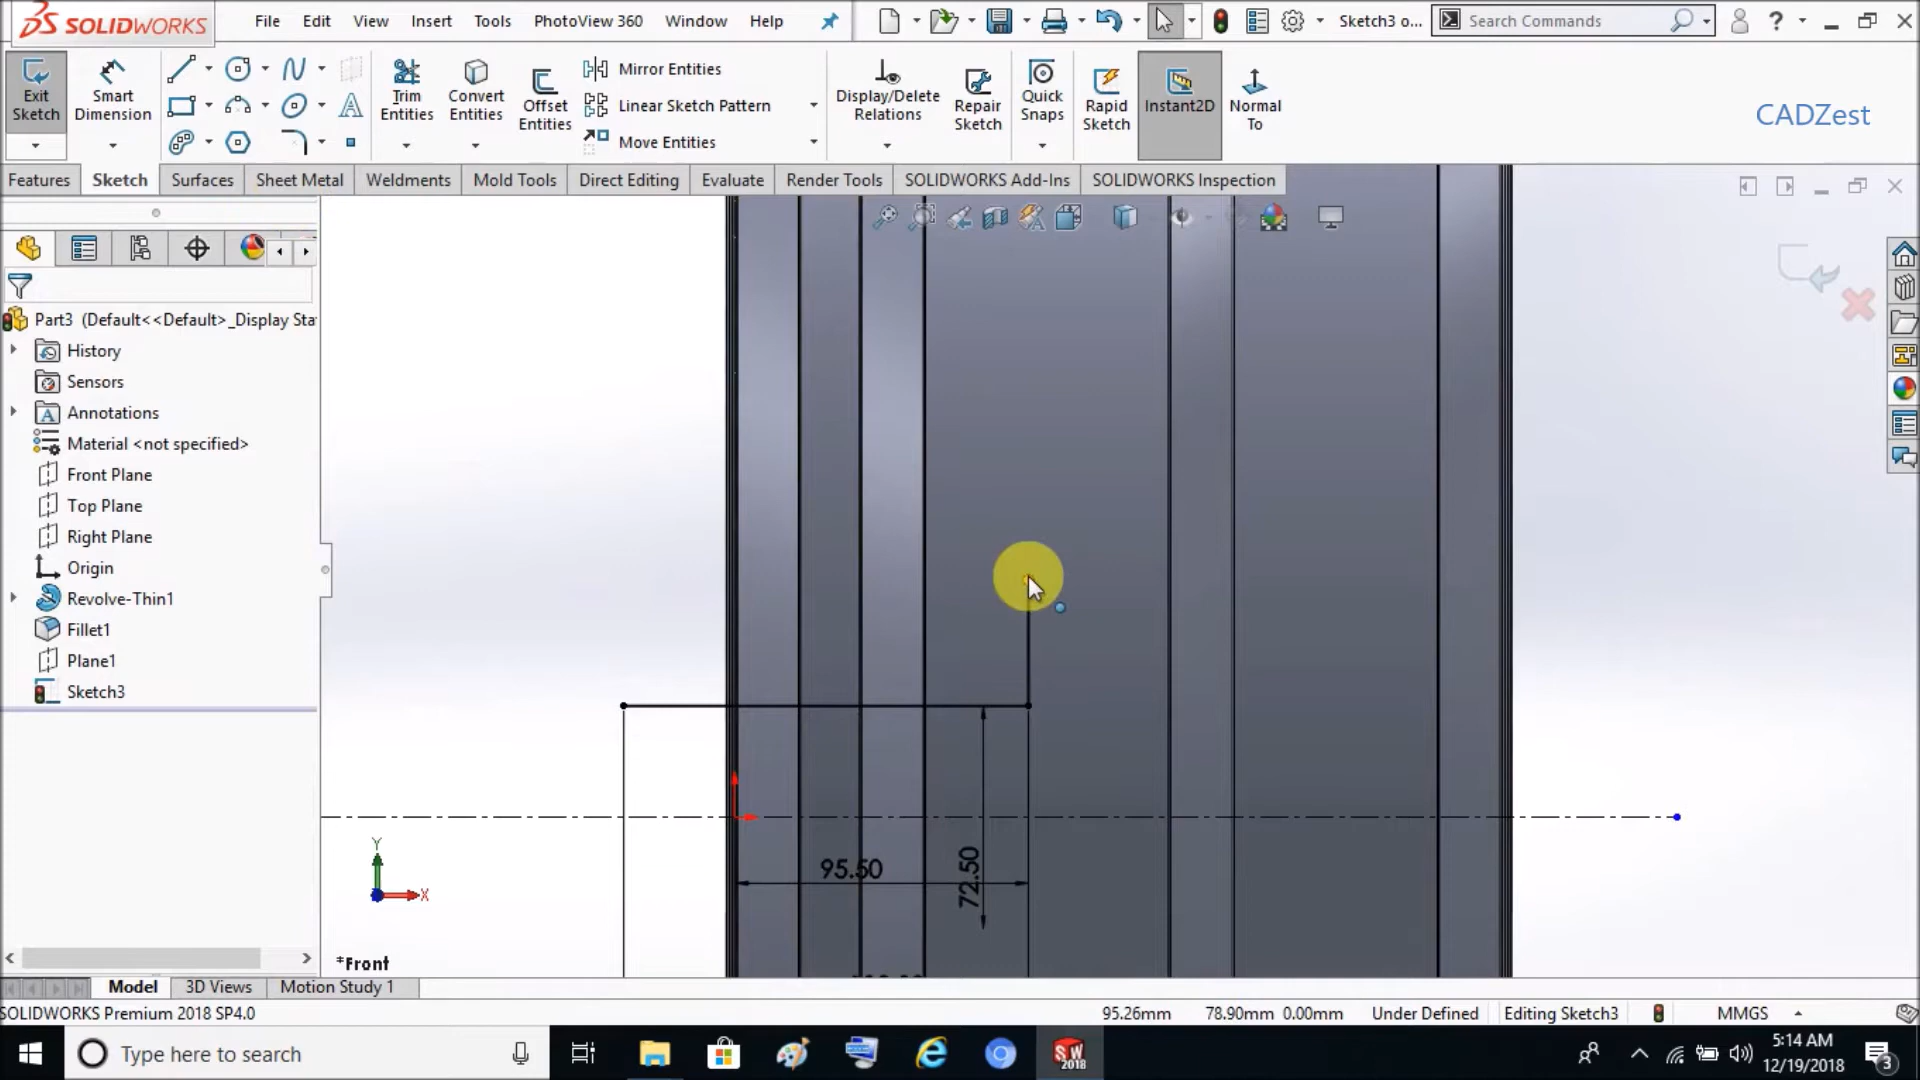 SOLIDWORKS
File Edit View Insert Tools PhotoView 360 Window Help
Sketch3 o...
Search Commands
Exit Sketch
Smart Dimension
Trim Entities
Convert Entities
Offset Entities
Mirror Entities
Linear Sketch Pattern
Move Entities
Display/Delete Relations
Repair Sketch
Quick Snaps
Rapid Sketch
Instant2D
Normal To
CADZest
Features Sketch Surfaces Sheet Metal Weldments Mold Tools Direct Editing Evaluate Render Tools SOLIDWORKS Add-Ins SOLIDWORKS Inspection
Part3 (Default<<Default>_Display Sta
History
Sensors
Annotations
Material <not specified>
Front Plane
Top Plane
Right Plane
Origin
Revolve-Thin1
Fillet1
Plane1
Sketch3
95.50
72.50
Y
X
*Front
Model 3D Views Motion Study 1
SOLIDWORKS Premium 2018 SP4.0
95.26mm 78.90mm 0.00mm Under Defined Editing Sketch3 MMGS
Type here to search
SW 2018
5:14 AM
12/19/2018
3